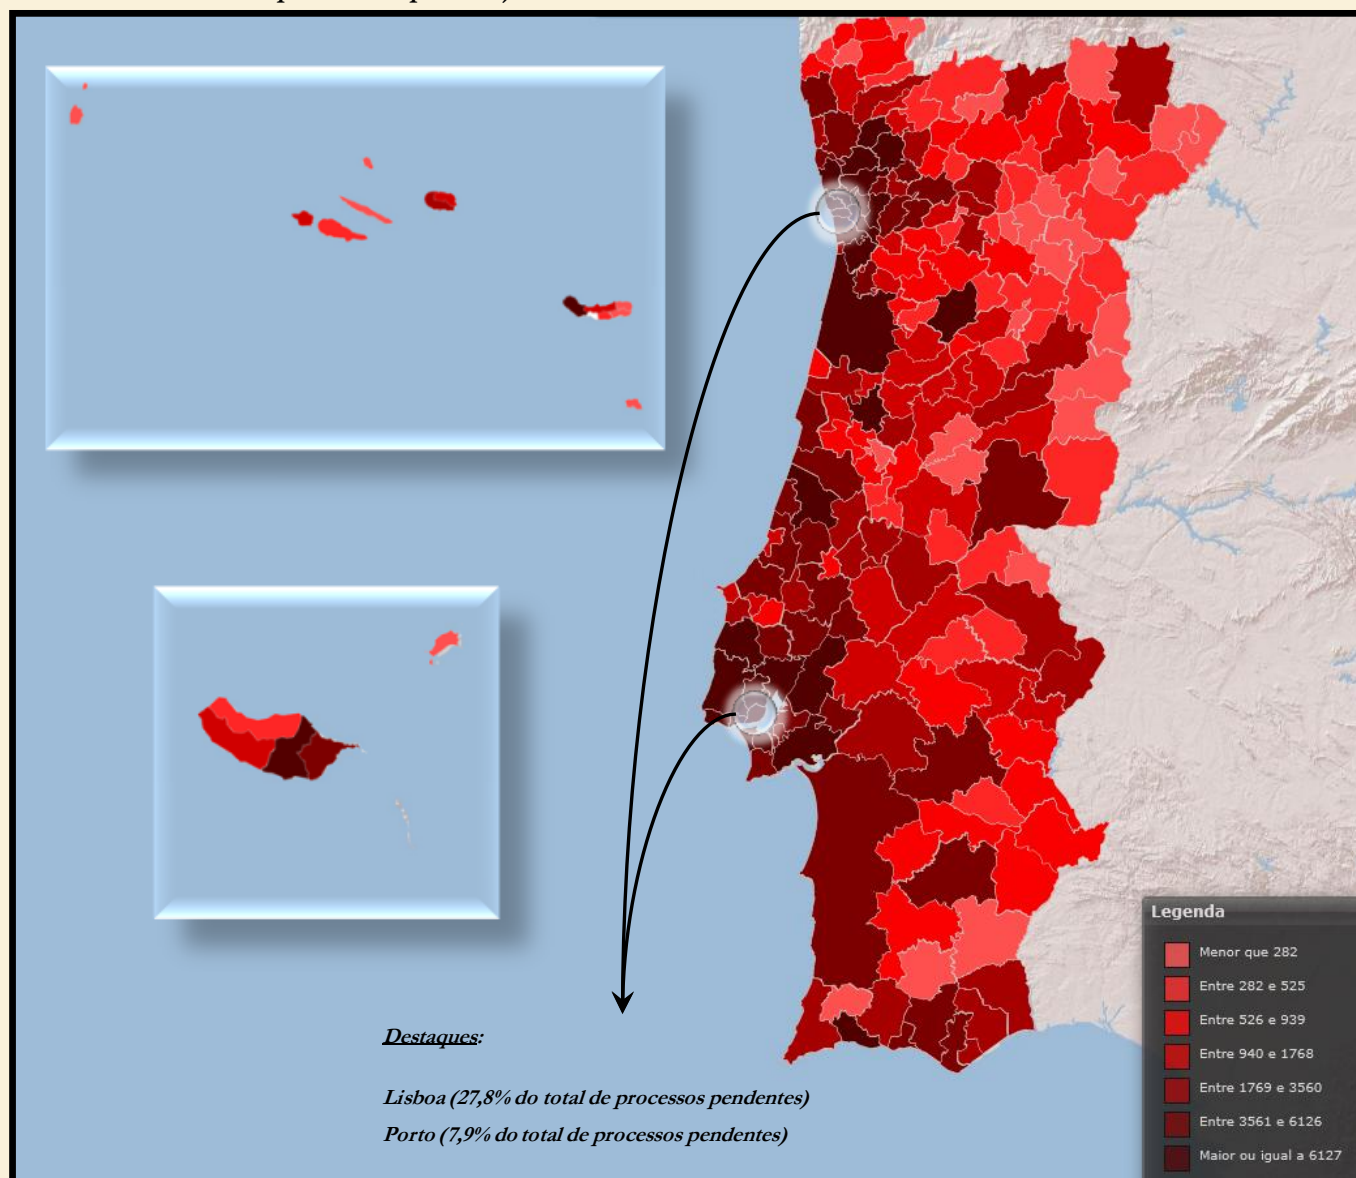 Destaques:
Lisboa (27,8% do total de processos pendentes)
Porto (7,9% do total de processos pendentes)
Legenda
Menor que 282
Entre 282 e 525
Entre 526 e 939
Entre 940 e 1768
Entre 1769 e 3560
Entre 3561 e 6126
Maior ou igual a 6127